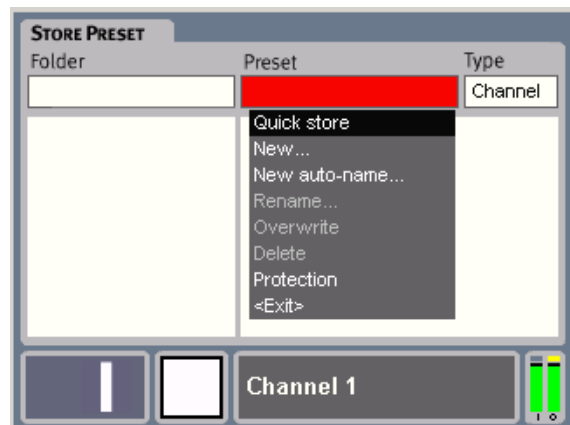 STORE PRESET
Folder Preset Type
Channel
Quick store
New...
New auto-name...
Rename...
Overwrite
Delete
Protection
<Exit>
Channel 1
I O